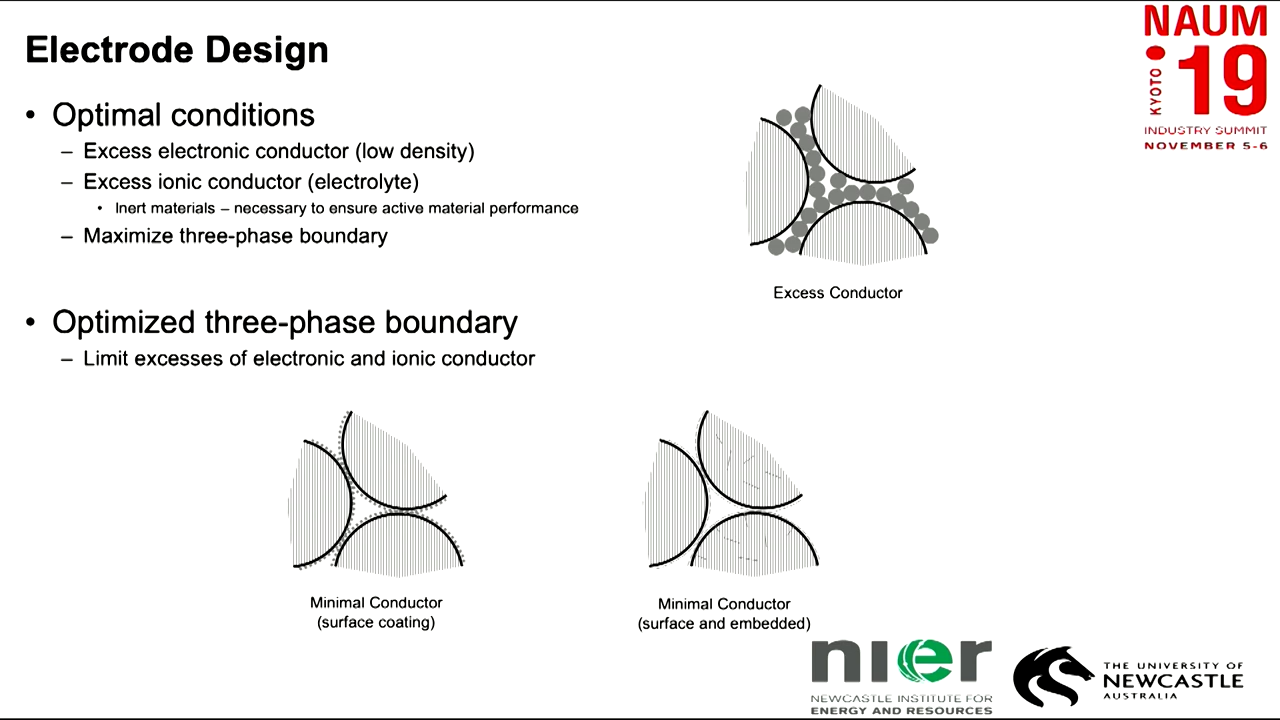 Electrode Design
• Optimal conditions
– Excess electronic conductor (low density)
– Excess ionic conductor (electrolyte)
• Inert materials – necessary to ensure active material performance
– Maximize three-phase boundary
Excess Conductor
• Optimized three-phase boundary
– Limit excesses of electronic and ionic conductor
Minimal Conductor
(surface coating)
Minimal Conductor
(surface and embedded)
NAUM
KYOTO
i19
INDUSTRY SUMMIT
NOVEMBER 5-6
nier
NEWCASTLE INSTITUTE FOR
ENERGY AND RESOURCES
THE UNIVERSITY OF
NEWCASTLE
AUSTRALIA